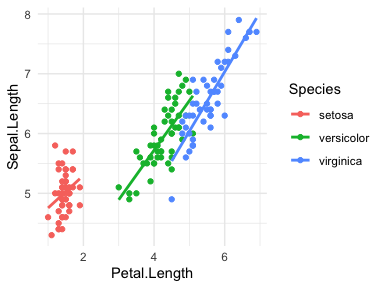 8
7
6
5
Sepal.Length
2
4
6
Petal.Length
Species
setosa
versicolor
virginica